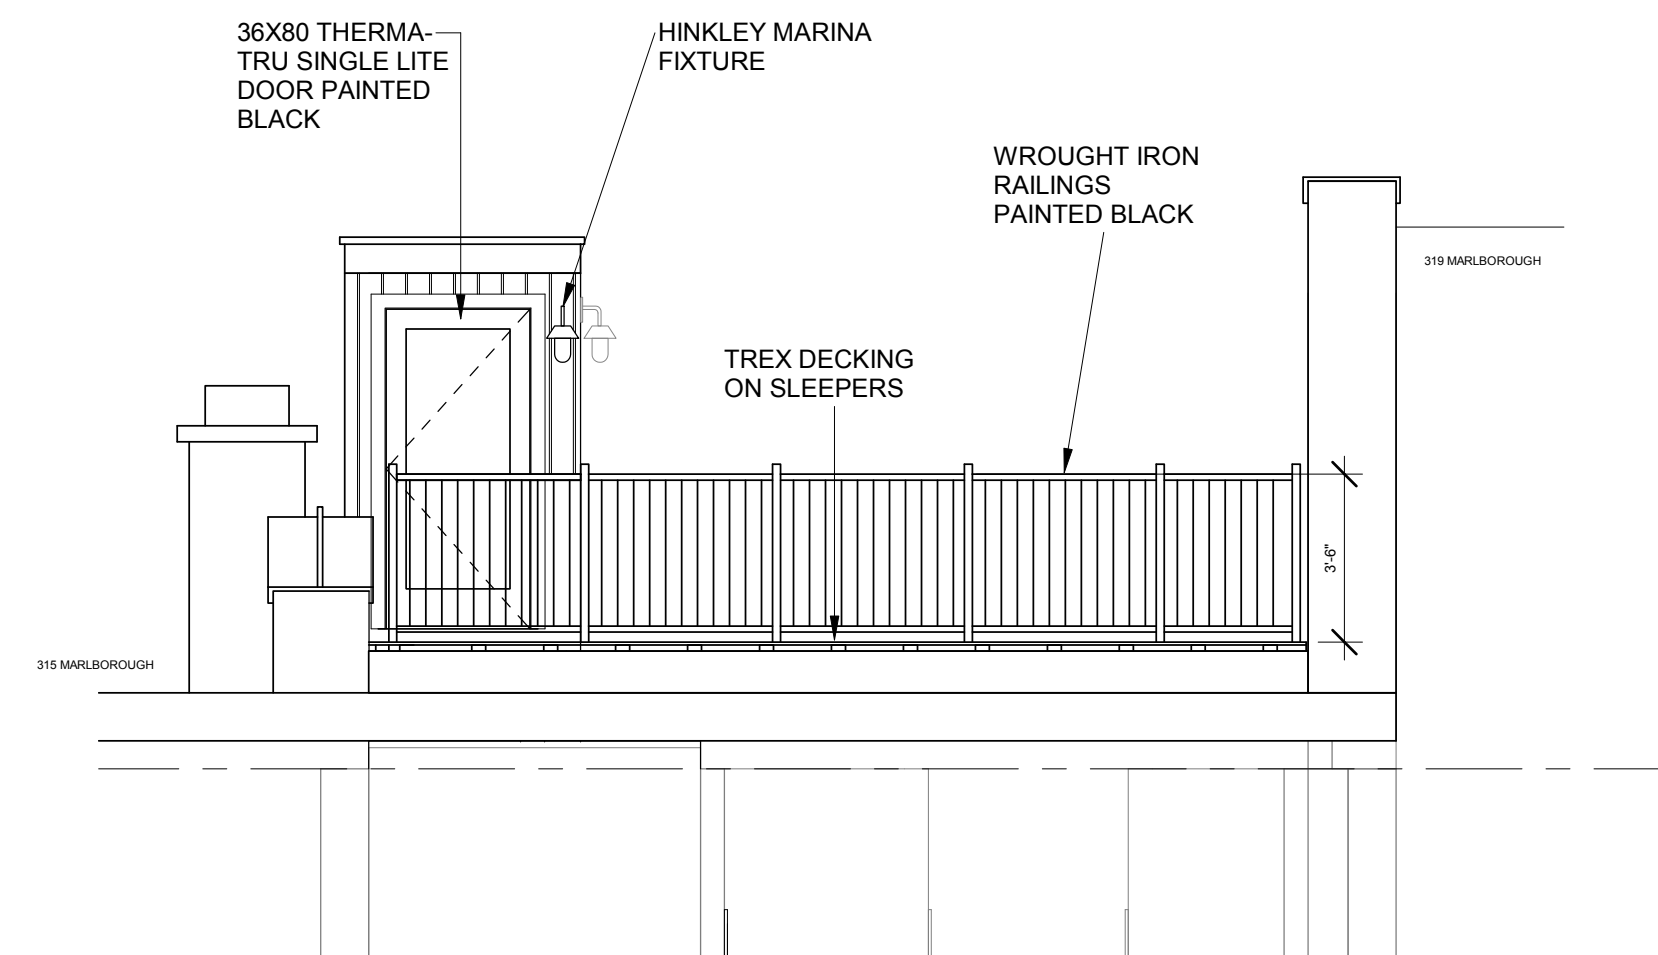 36X80 THERMA-
TRU SINGLE LITE
DOOR PAINTED
BLACK
HINKLEY MARINA
FIXTURE
WROUGHT IRON
RAILINGS
PAINTED BLACK
319 MARLBOROUGH
TREX DECKING
ON SLEEPERS
3'-6"
315 MARLBOROUGH